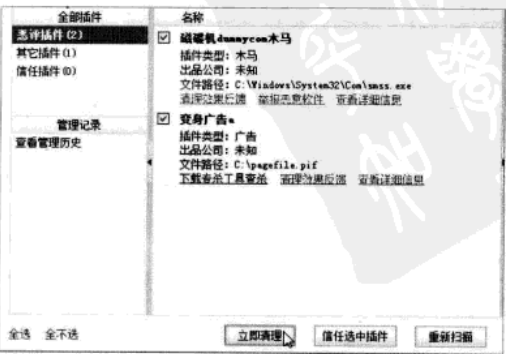 全部插件
恶评插件 (2)
其它插件 (1)
信任插件 (0)
管理记录
查看管理历史
名称
磁碟机dummycom木马
插件类型：木马
出品公司：未知
文件路径：C:\Windows\System32\Com\smss.exe
清理效果反馈 举报恶意软件 查看详细信息
变身广告a
插件类型：广告
出品公司：未知
文件路径：C:\pagefile.pif
下载专杀工具查杀 清理效果反馈 查看详细信息
全选 全不选 立即清理 信任选中插件 重新扫描